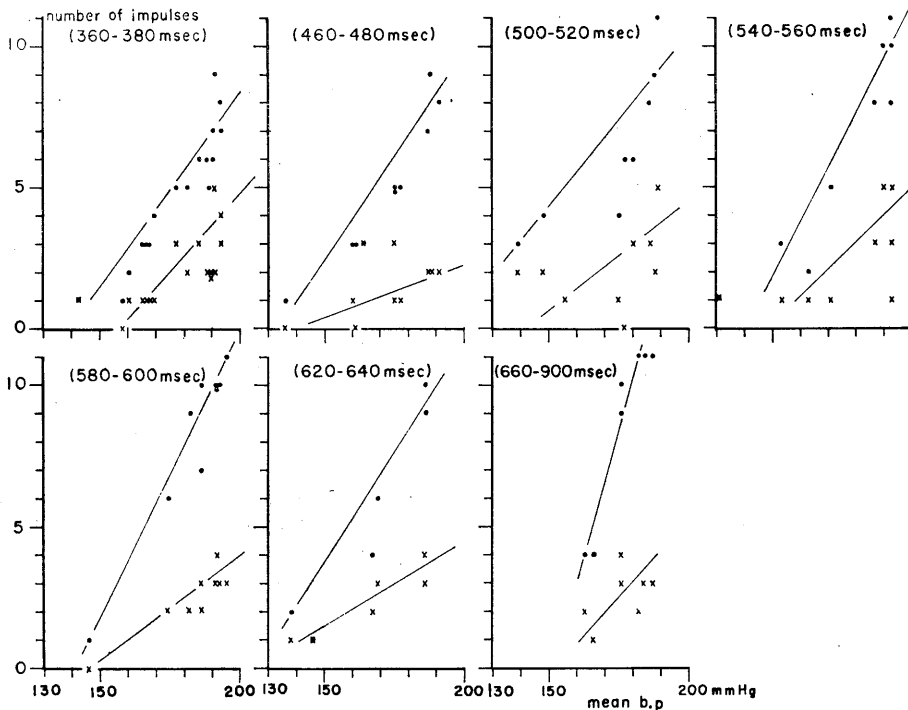 number of impulses
(360-380 msec)
(460-480 msec)
(500-520 msec)
(540-560 msec)
10
5
0
(580-600 msec)
(620-640 msec)
(660-900 msec)
10
5
0
130
150
200
130
150
200
130
150
200 mmHg
mean b.p